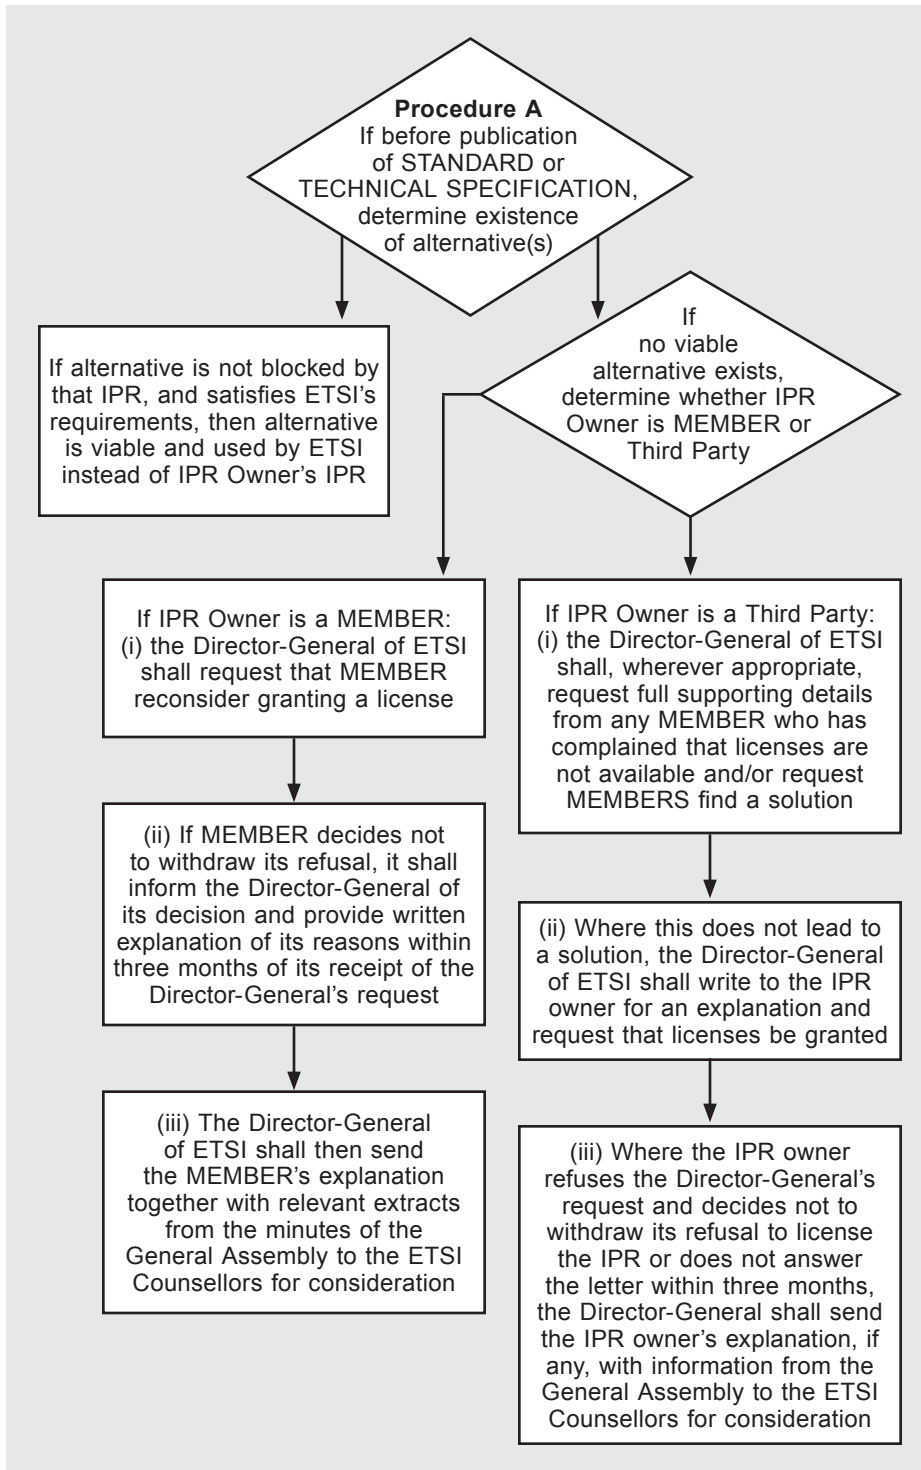 Procedure A
If before publication
of STANDARD or
TECHNICAL SPECIFICATION,
determine existence
of alternative(s)
If alternative is not blocked by
that IPR, and satisfies ETSI's
requirements, then alternative
is viable and used by ETSI
instead of IPR Owner's IPR
If
no viable
alternative exists,
determine whether IPR
Owner is MEMBER or
Third Party
If IPR Owner is a MEMBER:
(i) the Director-General of ETSI
shall request that MEMBER
reconsider granting a license
(ii) If MEMBER decides not
to withdraw its refusal, it shall
inform the Director-General of
its decision and provide written
explanation of its reasons within
three months of its receipt of the
Director-General's request
(iii) The Director-General
of ETSI shall then send
the MEMBER's explanation
together with relevant extracts
from the minutes of the
General Assembly to the ETSI
Counsellors for consideration
If IPR Owner is a Third Party:
(i) the Director-General of ETSI
shall, wherever appropriate,
request full supporting details
from any MEMBER who has
complained that licenses are
not available and/or request
MEMBERS find a solution
(ii) Where this does not lead to
a solution, the Director-General
of ETSI shall write to the IPR
owner for an explanation and
request that licenses be granted
(iii) Where the IPR owner
refuses the Director-General's
request and decides not to
withdraw its refusal to license
the IPR or does not answer
the letter within three months,
the Director-General shall send
the IPR owner's explanation, if
any, with information from the
General Assembly to the ETSI
Counsellors for consideration